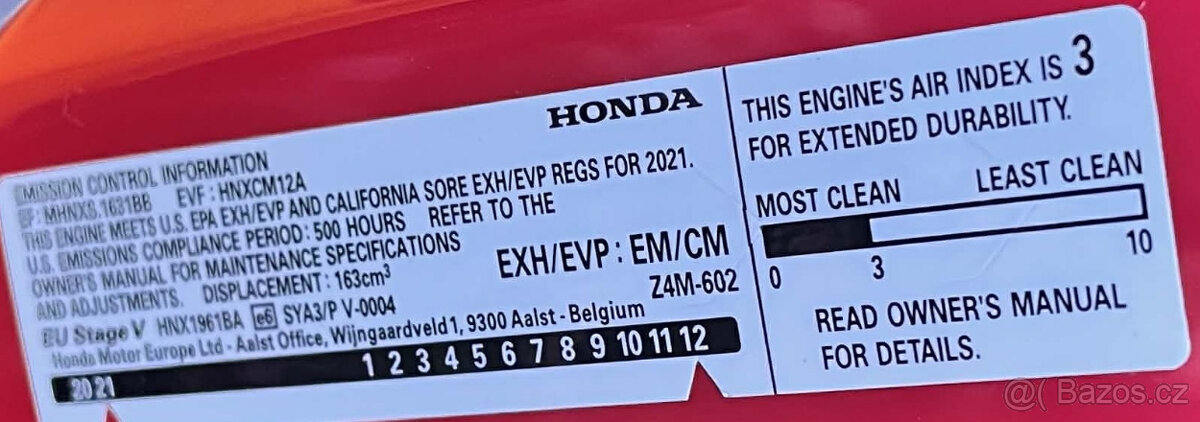 HONDA
EMISSION CONTROL INFORMATION
EF: MHNXS.1631BB EVF : HNXCM12A
THIS ENGINE MEETS U.S. EPA EXH/EVP AND CALIFORNIA SORE EXH/EVP REGS FOR 2021.
U.S. EMISSIONS COMPLIANCE PERIOD: 500 HOURS REFER TO THE
OWNER'S MANUAL FOR MAINTENANCE SPECIFICATIONS
AND ADJUSTMENTS. DISPLACEMENT: 163cm³
EXH/EVP : EM/CM
EU Stage V HNX1961BA e6 SYA3/P V-0004
Z4M-602
Honda Motor Europe Ltd - Aalst Office, Wijngaardveld1, 9300 Aalst - Belgium
2021 1 2 3 4 5 6 7 8 9 10 11 12
THIS ENGINE'S AIR INDEX IS 3
FOR EXTENDED DURABILITY.
MOST CLEAN LEAST CLEAN
0 3 10
READ OWNER'S MANUAL
FOR DETAILS.
@( Bazos.cz